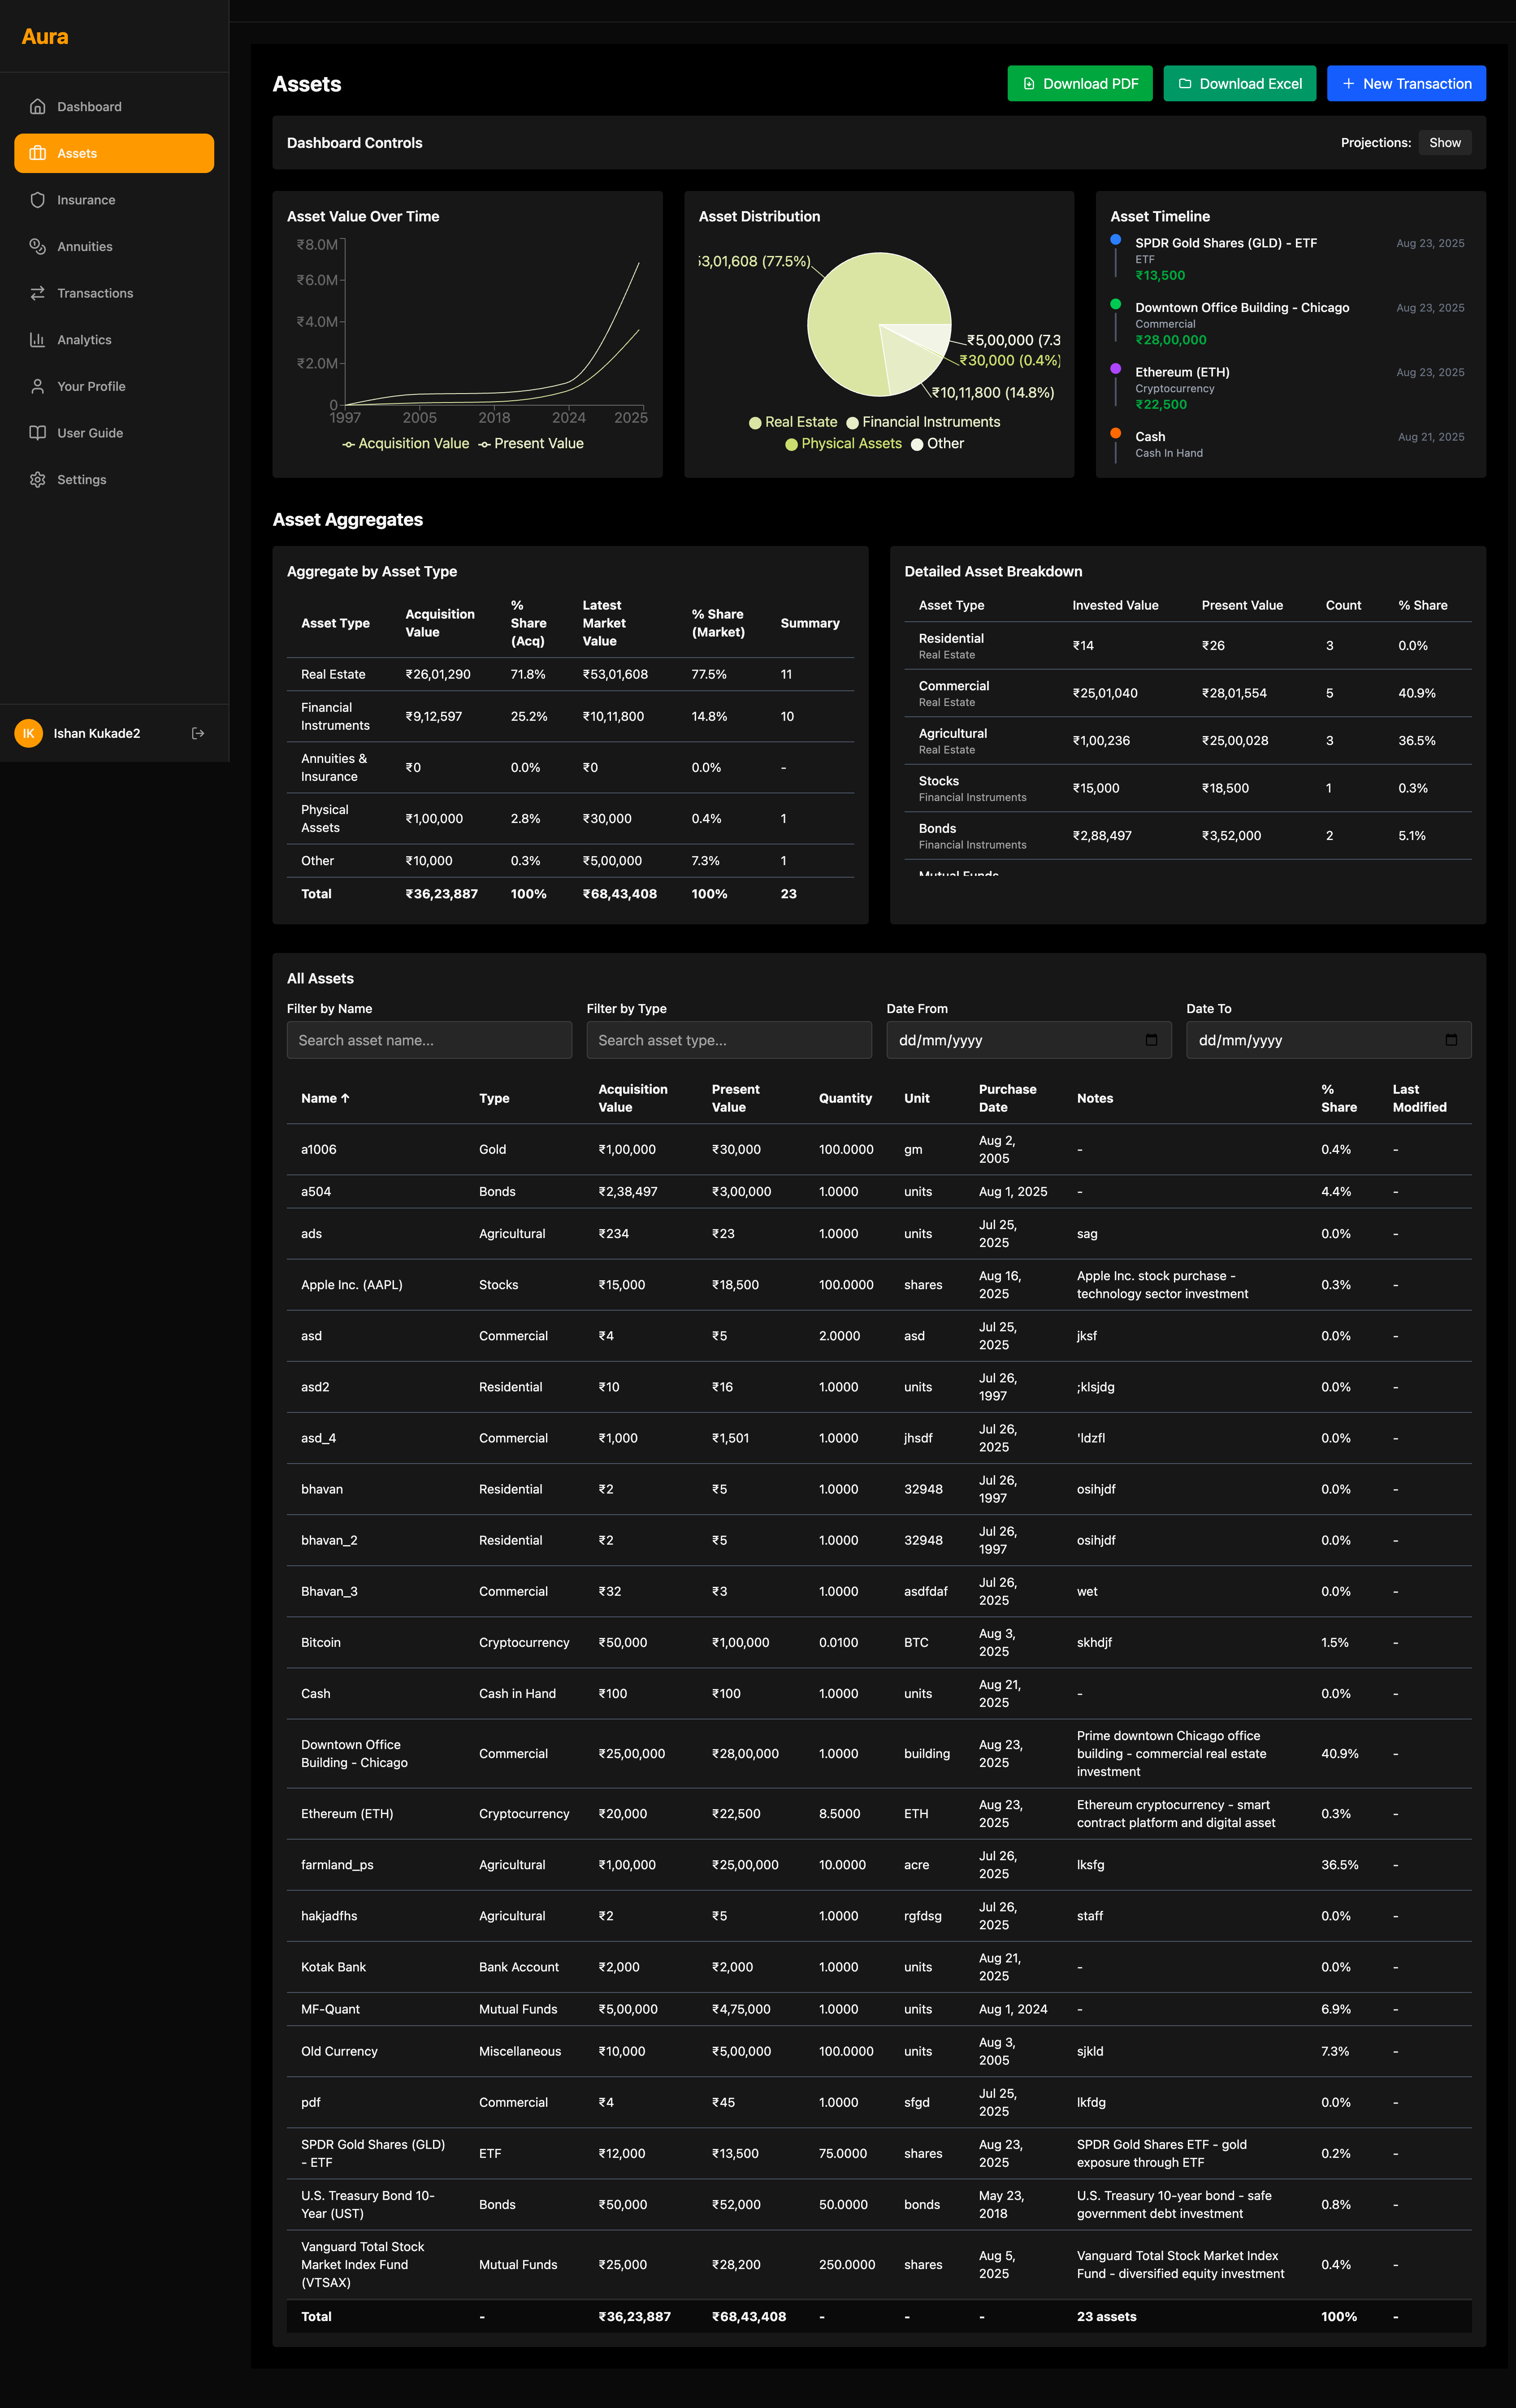 Aura
Dashboard
Assets
Insurance
Annuities
Transactions
Analytics
Your Profile
User Guide
Settings
IK Ishan Kukade2
Assets
Download PDF Download Excel + New Transaction
Dashboard Controls Projections: Show
Asset Value Over Time
₹8.0M
₹6.0M
₹4.0M
₹2.0M
0
1997 2005 2018 2024 2025
Acquisition Value Present Value
Asset Distribution
3,01,608 (77.5%)
₹5,00,000 (7.3
₹30,000 (0.4%)
₹10,11,800 (14.8%)
Real Estate Financial Instruments
Physical Assets Other
Asset Timeline
SPDR Gold Shares (GLD) - ETF Aug 23, 2025
ETF
₹13,500
Downtown Office Building - Chicago Aug 23, 2025
Commercial
₹28,00,000
Ethereum (ETH) Aug 23, 2025
Cryptocurrency
₹22,500
Cash Aug 21, 2025
Cash In Hand
Asset Aggregates
Aggregate by Asset Type
Asset Type Acquisition Value % Share (Acq) Latest Market Value % Share (Market) Summary
Real Estate ₹26,01,290 71.8% ₹53,01,608 77.5% 11
Financial Instruments ₹9,12,597 25.2% ₹10,11,800 14.8% 10
Annuities & Insurance ₹0 0.0% ₹0 0.0% -
Physical Assets ₹1,00,000 2.8% ₹30,000 0.4% 1
Other ₹10,000 0.3% ₹5,00,000 7.3% 1
Total ₹36,23,887 100% ₹68,43,408 100% 23
Detailed Asset Breakdown
Asset Type Invested Value Present Value Count % Share
Residential
Real Estate ₹14 ₹26 3 0.0%
Commercial
Real Estate ₹25,01,040 ₹28,01,554 5 40.9%
Agricultural
Real Estate ₹1,00,236 ₹25,00,028 3 36.5%
Stocks
Financial Instruments ₹15,000 ₹18,500 1 0.3%
Bonds
Financial Instruments ₹2,88,497 ₹3,52,000 2 5.1%
Mutual Funds
All Assets
Filter by Name Filter by Type Date From Date To
Search asset name... Search asset type... dd/mm/yyyy dd/mm/yyyy
Name ↑ Type Acquisition Value Present Value Quantity Unit Purchase Date Notes % Share Last Modified
a1006 Gold ₹1,00,000 ₹30,000 100.0000 gm Aug 2, 2005 - 0.4% -
a504 Bonds ₹2,38,497 ₹3,00,000 1.0000 units Aug 1, 2025 - 4.4% -
ads Agricultural ₹234 ₹23 1.0000 units Jul 25, 2025 sag 0.0% -
Apple Inc. (AAPL) Stocks ₹15,000 ₹18,500 100.0000 shares Aug 16, 2025 Apple Inc. stock purchase - technology sector investment 0.3% -
asd Commercial ₹4 ₹5 2.0000 asd Jul 25, 2025 jksf 0.0% -
asd2 Residential ₹10 ₹16 1.0000 units Jul 26, 1997 ;klsjdg 0.0% -
asd_4 Commercial ₹1,000 ₹1,501 1.0000 jhsdf Jul 26, 2025 'ldzfl 0.0% -
bhavan Residential ₹2 ₹5 1.0000 32948 Jul 26, 1997 osihjdf 0.0% -
bhavan_2 Residential ₹2 ₹5 1.0000 32948 Jul 26, 1997 osihjdf 0.0% -
Bhavan_3 Commercial ₹32 ₹3 1.0000 asdfdaf Jul 26, 2025 wet 0.0% -
Bitcoin Cryptocurrency ₹50,000 ₹1,00,000 0.0100 BTC Aug 3, 2025 skhdjf 1.5% -
Cash Cash in Hand ₹100 ₹100 1.0000 units Aug 21, 2025 - 0.0% -
Downtown Office Building - Chicago Commercial ₹25,00,000 ₹28,00,000 1.0000 building Aug 23, 2025 Prime downtown Chicago office building - commercial real estate investment 40.9% -
Ethereum (ETH) Cryptocurrency ₹20,000 ₹22,500 8.5000 ETH Aug 23, 2025 Ethereum cryptocurrency - smart contract platform and digital asset 0.3% -
farmland_ps Agricultural ₹1,00,000 ₹25,00,000 10.0000 acre Jul 26, 2025 lksfg 36.5% -
hakjadfhs Agricultural ₹2 ₹5 1.0000 rgfdsg Jul 26, 2025 staff 0.0% -
Kotak Bank Bank Account ₹2,000 ₹2,000 1.0000 units Aug 21, 2025 - 0.0% -
MF-Quant Mutual Funds ₹5,00,000 ₹4,75,000 1.0000 units Aug 1, 2024 - 6.9% -
Old Currency Miscellaneous ₹10,000 ₹5,00,000 100.0000 units Aug 3, 2005 sjkld 7.3% -
pdf Commercial ₹4 ₹45 1.0000 sfgd Jul 25, 2025 lkfdg 0.0% -
SPDR Gold Shares (GLD) - ETF ETF ₹12,000 ₹13,500 75.0000 shares Aug 23, 2025 SPDR Gold Shares ETF - gold exposure through ETF 0.2% -
U.S. Treasury Bond 10-Year (UST) Bonds ₹50,000 ₹52,000 50.0000 bonds May 23, 2018 U.S. Treasury 10-year bond - safe government debt investment 0.8% -
Vanguard Total Stock Market Index Fund (VTSAX) Mutual Funds ₹25,000 ₹28,200 250.0000 shares Aug 5, 2025 Vanguard Total Stock Market Index Fund - diversified equity investment 0.4% -
Total - ₹36,23,887 ₹68,43,408 - - - 23 assets 100% -